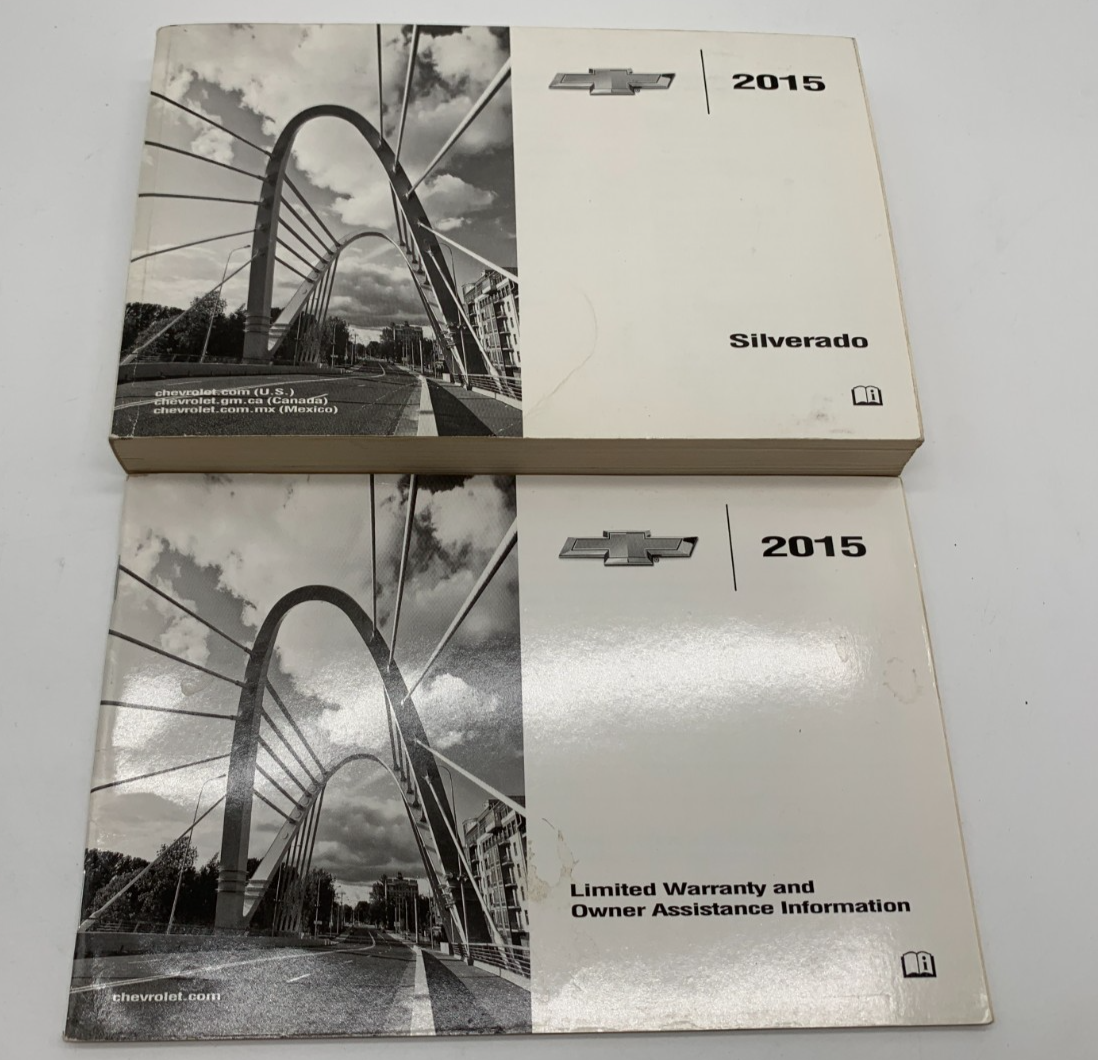 2015
Silverado
chevrolet.com (U.S.)
chevrolet.gm.ca (Canada)
chevrolet.com.mx (Mexico)
2015
Limited Warranty and
Owner Assistance Information
chevrolet.com